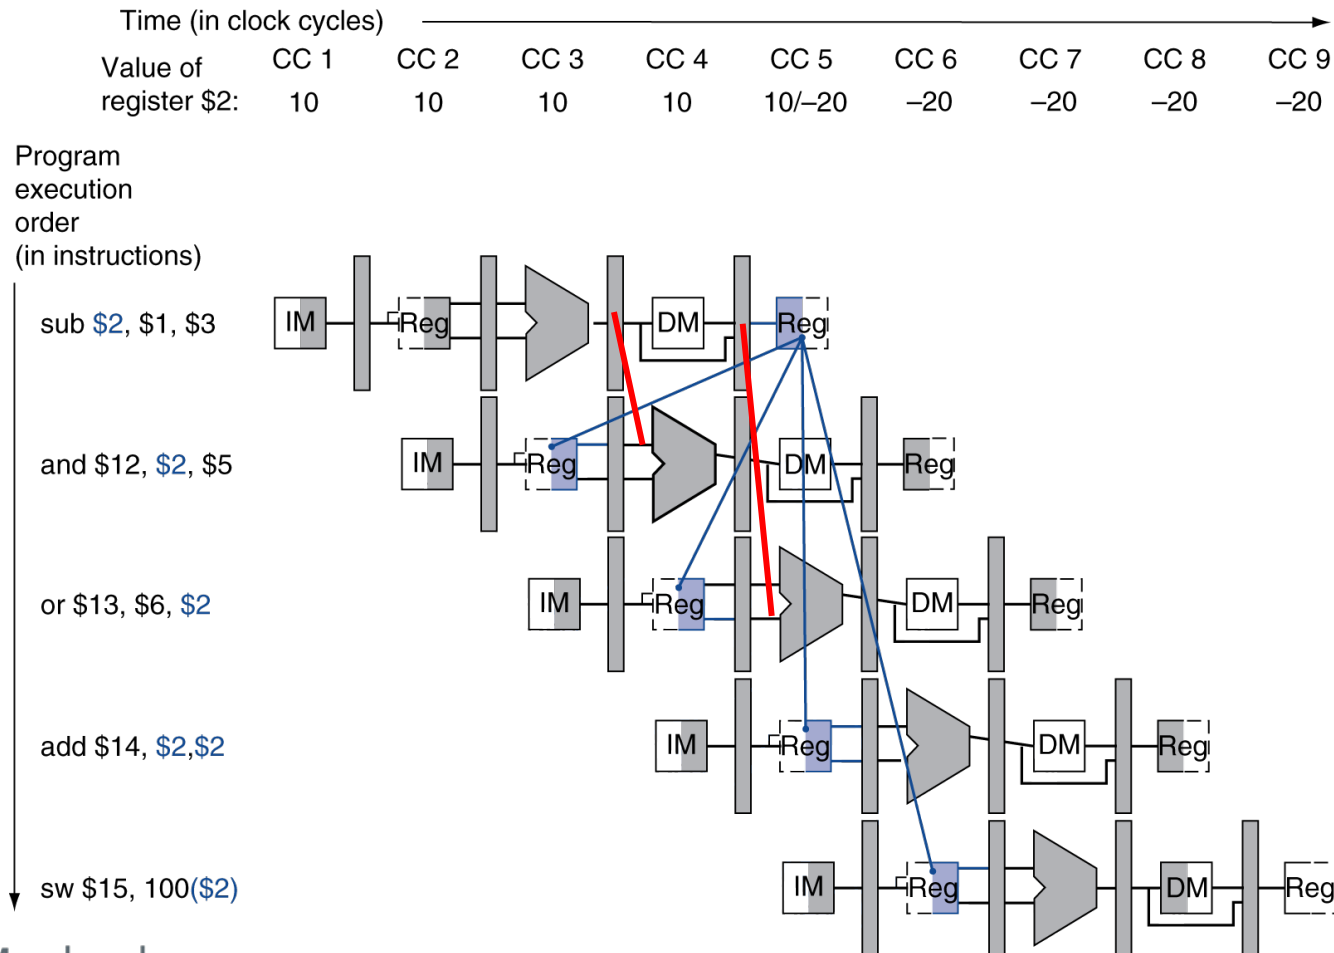 Time (in clock cycles)
CC 1 CC 2 CC 3 CC 4 CC 5 CC 6 CC 7 CC 8 CC 9
Value of
register $2: 10 10 10 10 10/–20 –20 –20 –20 –20
Program
execution
order
(in instructions)
sub $2, $1, $3 IM Reg DM Reg
and $12, $2, $5 IM Reg DM Reg
or $13, $6, $2 IM Reg DM Reg
add $14, $2,$2 IM Reg DM Reg
sw $15, 100($2) IM Reg DM Reg